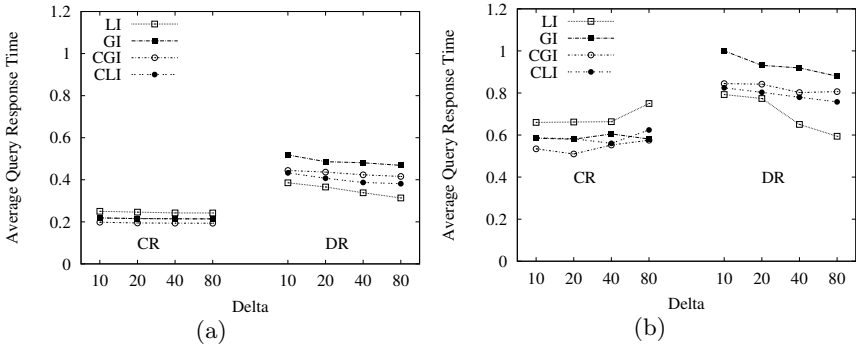 1.2
1
0.8
0.6
0.4
0.2
0
Average Query Response Time
LI
GI
CGI
CLI
CR
DR
10 20 40 80 10 20 40 80
Delta
(a)
1.2
1
0.8
0.6
0.4
0.2
0
Average Query Response Time
LI
GI
CGI
CLI
CR
DR
10 20 40 80 10 20 40 80
Delta
(b)